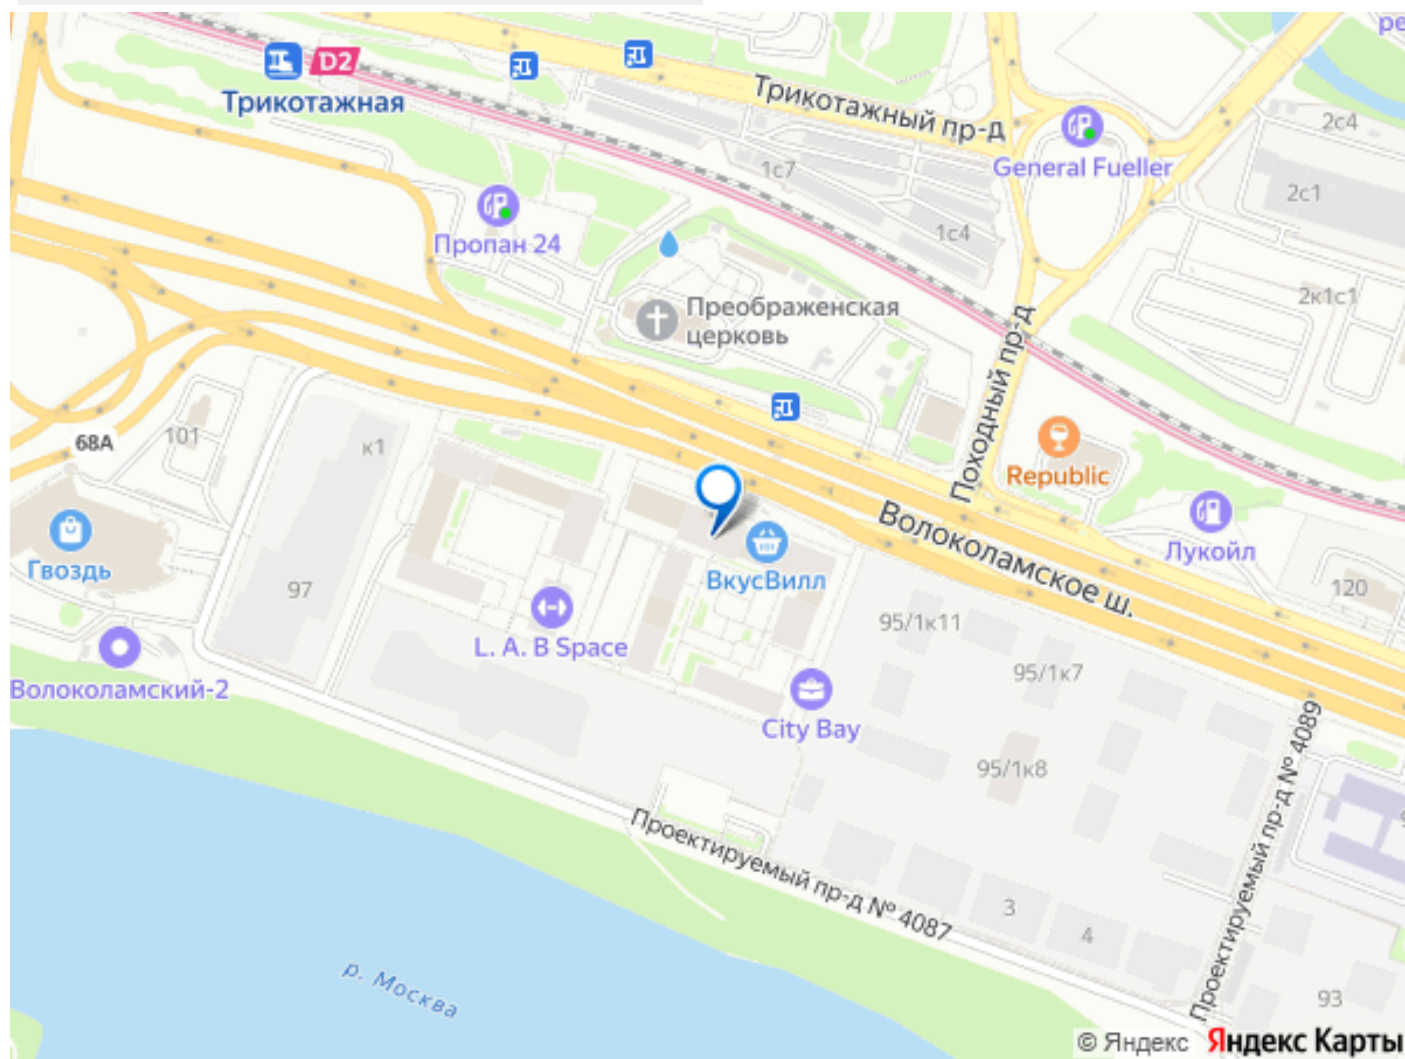 D2
Трикотажная
Трикотажный пр-д
ре
2с4
General Fueller
1с7
2с1
Пропан 24
1с4
2к1с1
Преображенская
церковь
Походный пр-д
68А
101
к1
Republic
Волоколамское ш.
Лукойл
Гвоздь
ВкусВилл
97
120
L. A. B Space
95/1к11
95/1к7
Волоколамский-2
City Bay
Проектируемый пр-д № 4089
95/1к8
Проектируемый пр-д № 4087
3
4
р. Москва
93
© Яндекс Яндекс Карты